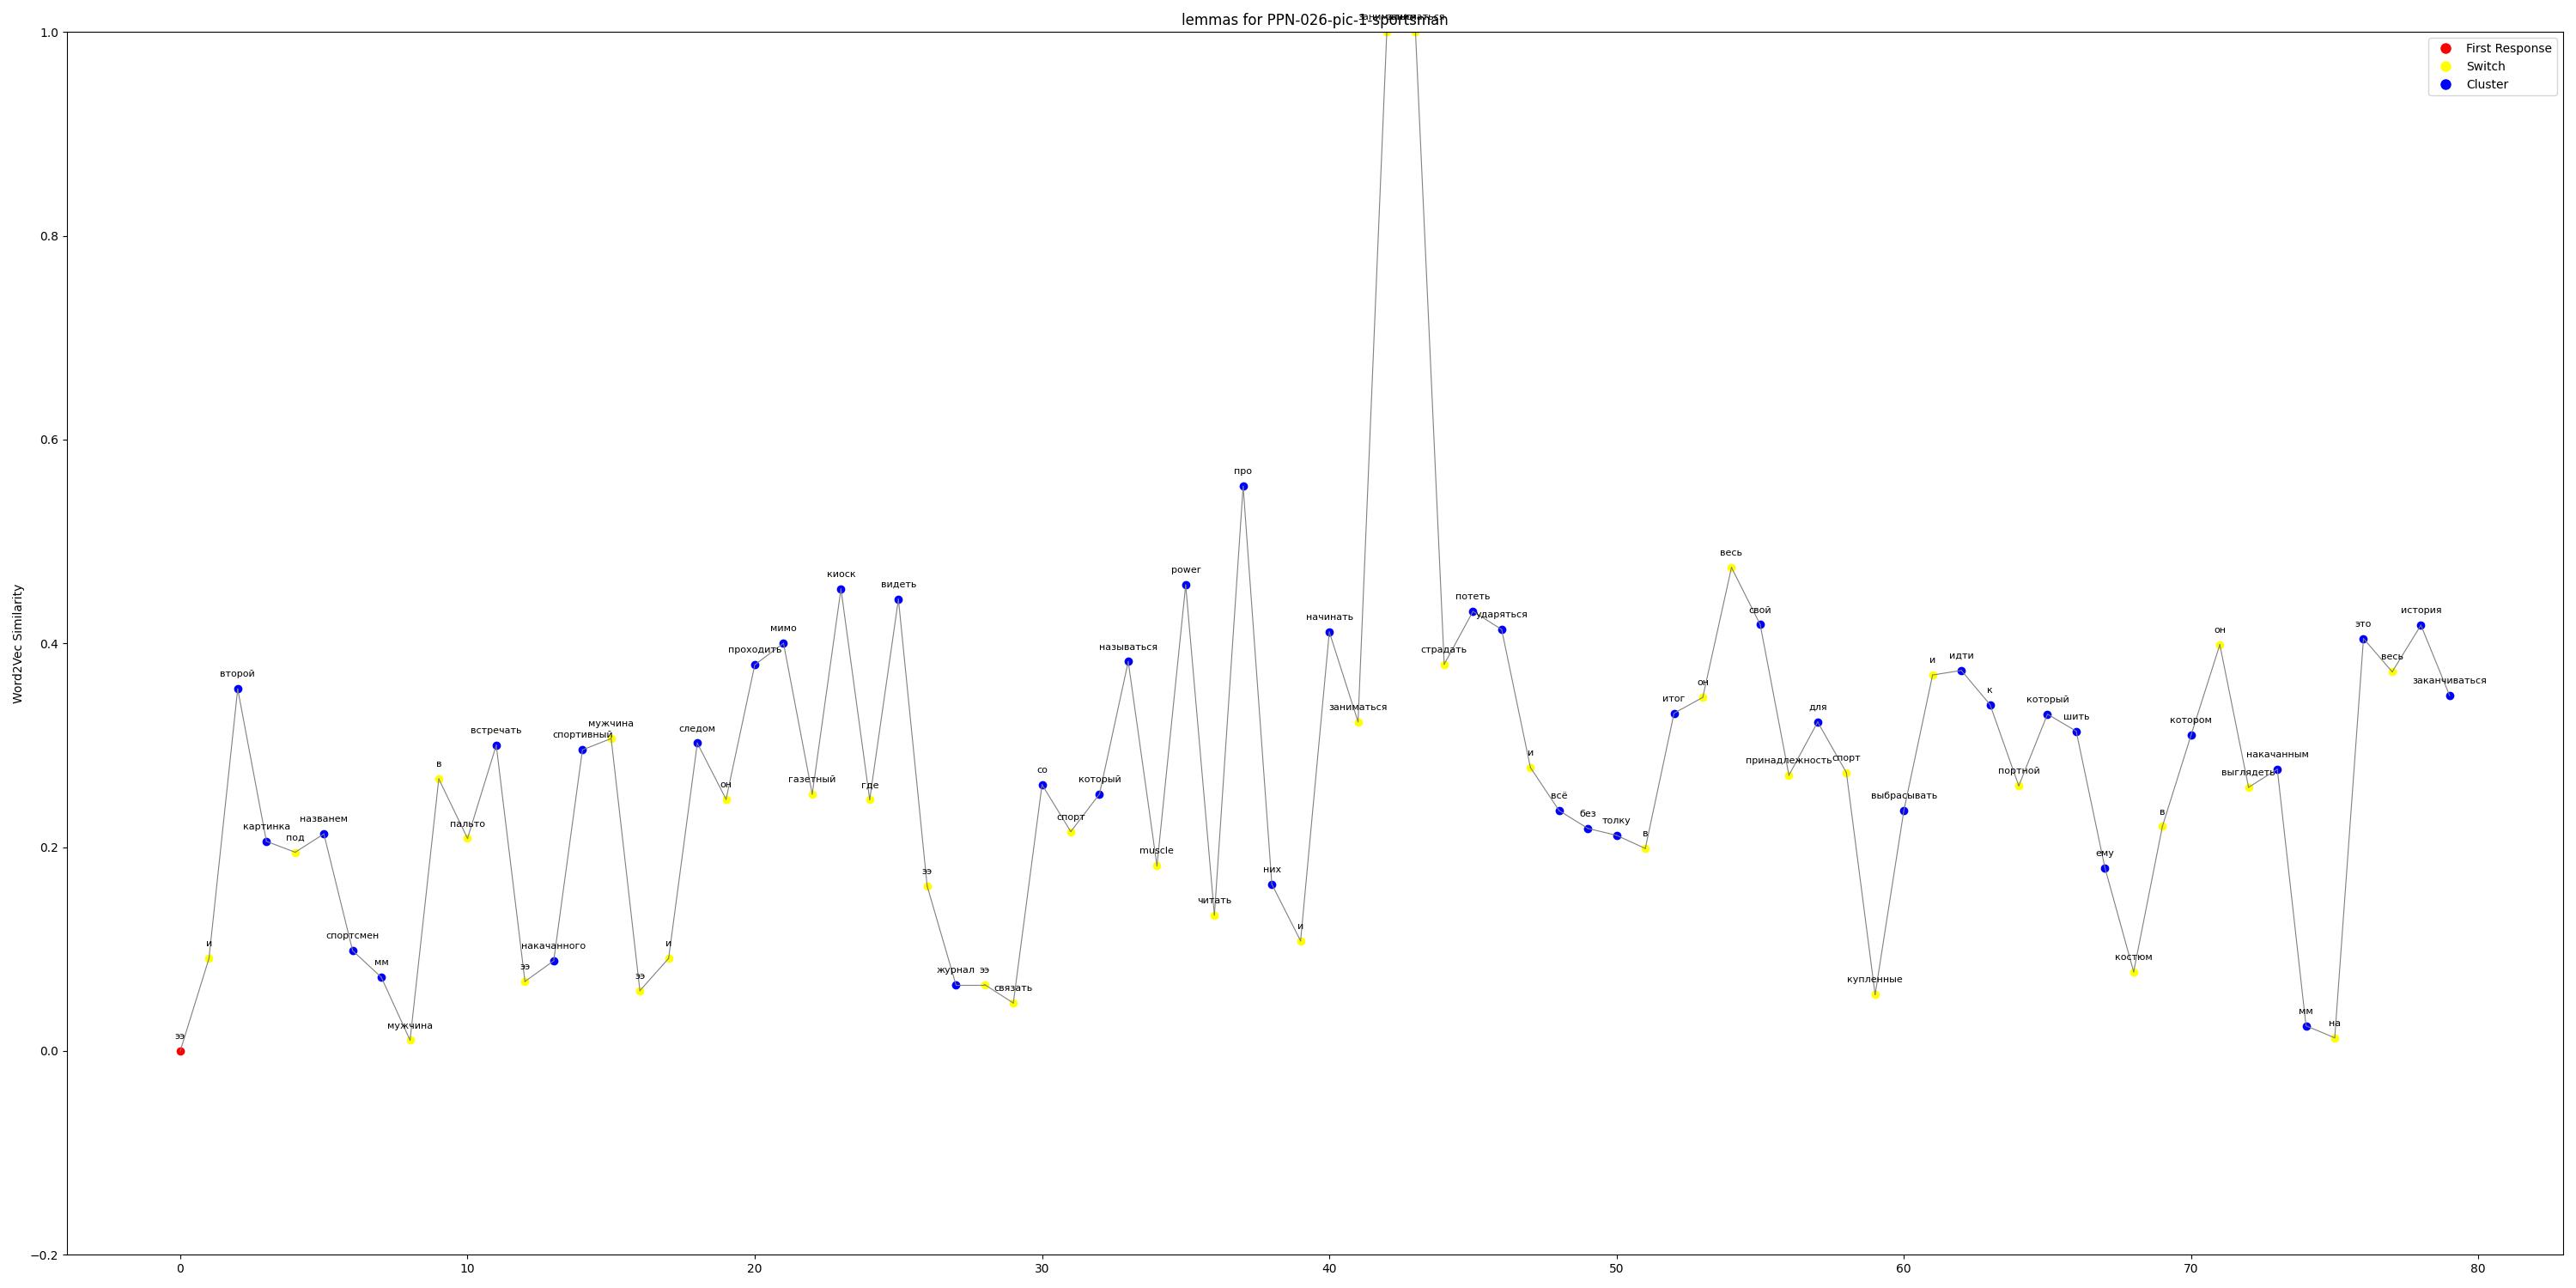 lemmas for PPN-026-pic-1-sportsman
заниматься
заниматься
First Response
Switch
Cluster
Word2Vec Similarity
1.0
0.8
0.6
0.4
0.2
0.0
−0.2
ээ
и
второй
картинка
под
названем
спортсмен
мм
мужчина
в
пальто
встречать
ээ
накачанного
спортивный
мужчина
ээ
и
следом
он
проходить
мимо
газетный
киоск
где
видеть
ээ
журнал
ээ
связать
со
спорт
который
называться
muscle
power
читать
про
них
и
начинать
заниматься
страдать
потеть
ударяться
и
всё
без
толку
в
итог
он
весь
свой
принадлежность
для
спорт
купленные
выбрасывать
и
идти
к
портной
который
шить
ему
костюм
в
котором
он
выглядеть
накачанным
мм
на
это
весь
история
заканчиваться
0 10 20 30 40 50 60 70 80